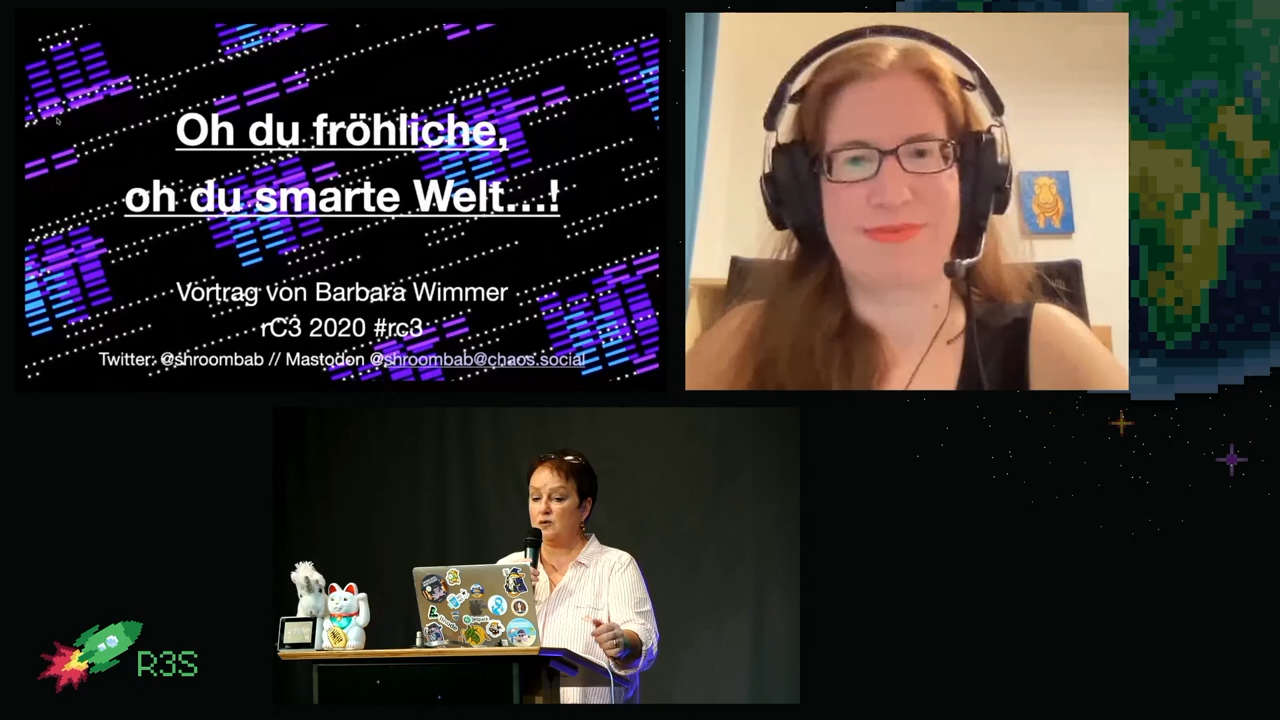 Oh du fröhliche,
oh du smarte Welt...!
Vortrag von Barbara Wimmer
rC3 2020 #rc3
Twitter: @shroombab // Mastodon @shroombab@chaos.social
R3S